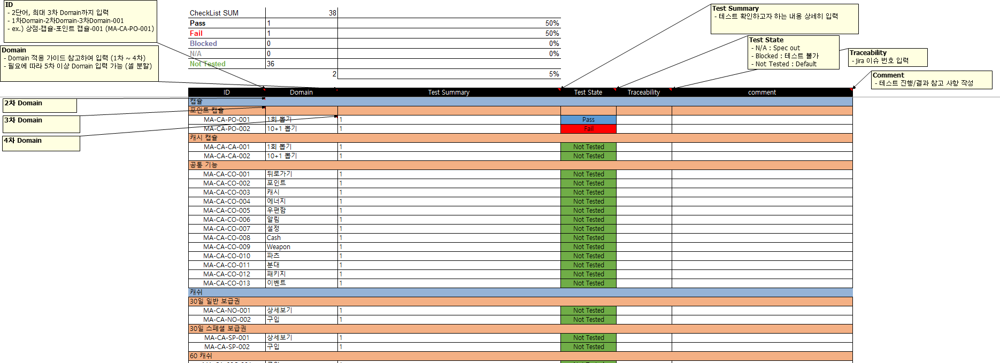 ID
- 2단어, 최대 3차 Domain까지 입력
- 1차Domain-2차Domain-3차Domain-001
- ex.) 상점-캡슐-포인트 캡슐-001 (MA-CA-PO-001)
Domain
- Domain 적용 가이드 참고하여 입력 (1차 ~ 4차)
- 필요에 따라 5차 이상 Domain 입력 가능 (셀 분할)
2차 Domain
3차 Domain
4차 Domain
CheckList SUM 38
Pass 1 50%
Fail 1 50%
Blocked 0 0%
N/A 0 0%
Not Tested 36
2 5%
Test Summary
- 테스트 확인하고자 하는 내용 상세히 입력
Test State
- N/A : Spec out
- Blocked : 테스트 불가
- Not Tested : Default
Traceability
- jira 이슈 번호 입력
Comment
- 테스트 진행/결과 참고 사항 작성
ID Domain Test Summary Test State Traceability comment
캡슐
포인트 캡슐
MA-CA-PO-001 1회 뽑기 1 Pass
MA-CA-PO-002 10+1 뽑기 1 Fail
캐시 캡슐
MA-CA-CA-001 1회 뽑기 1 Not Tested
MA-CA-CA-002 10+1 뽑기 1 Not Tested
공통 기능
MA-CA-CO-001 뒤로가기 1 Not Tested
MA-CA-CO-002 포인트 1 Not Tested
MA-CA-CO-003 캐시 1 Not Tested
MA-CA-CO-004 에너지 1 Not Tested
MA-CA-CO-005 우편함 1 Not Tested
MA-CA-CO-006 알림 1 Not Tested
MA-CA-CO-007 설정 1 Not Tested
MA-CA-CO-008 Cash 1 Not Tested
MA-CA-CO-009 Weapon 1 Not Tested
MA-CA-CO-010 파츠 1 Not Tested
MA-CA-CO-011 분대 1 Not Tested
MA-CA-CO-012 패키지 1 Not Tested
MA-CA-CO-013 이벤트 1 Not Tested
캐쉬
30일 일반 보급권
MA-CA-NO-001 상세보기 1 Not Tested
MA-CA-NO-002 구입 1 Not Tested
30일 스페셜 보급권
MA-CA-SP-001 상세보기 1 Not Tested
MA-CA-SP-002 구입 1 Not Tested
60 캐쉬